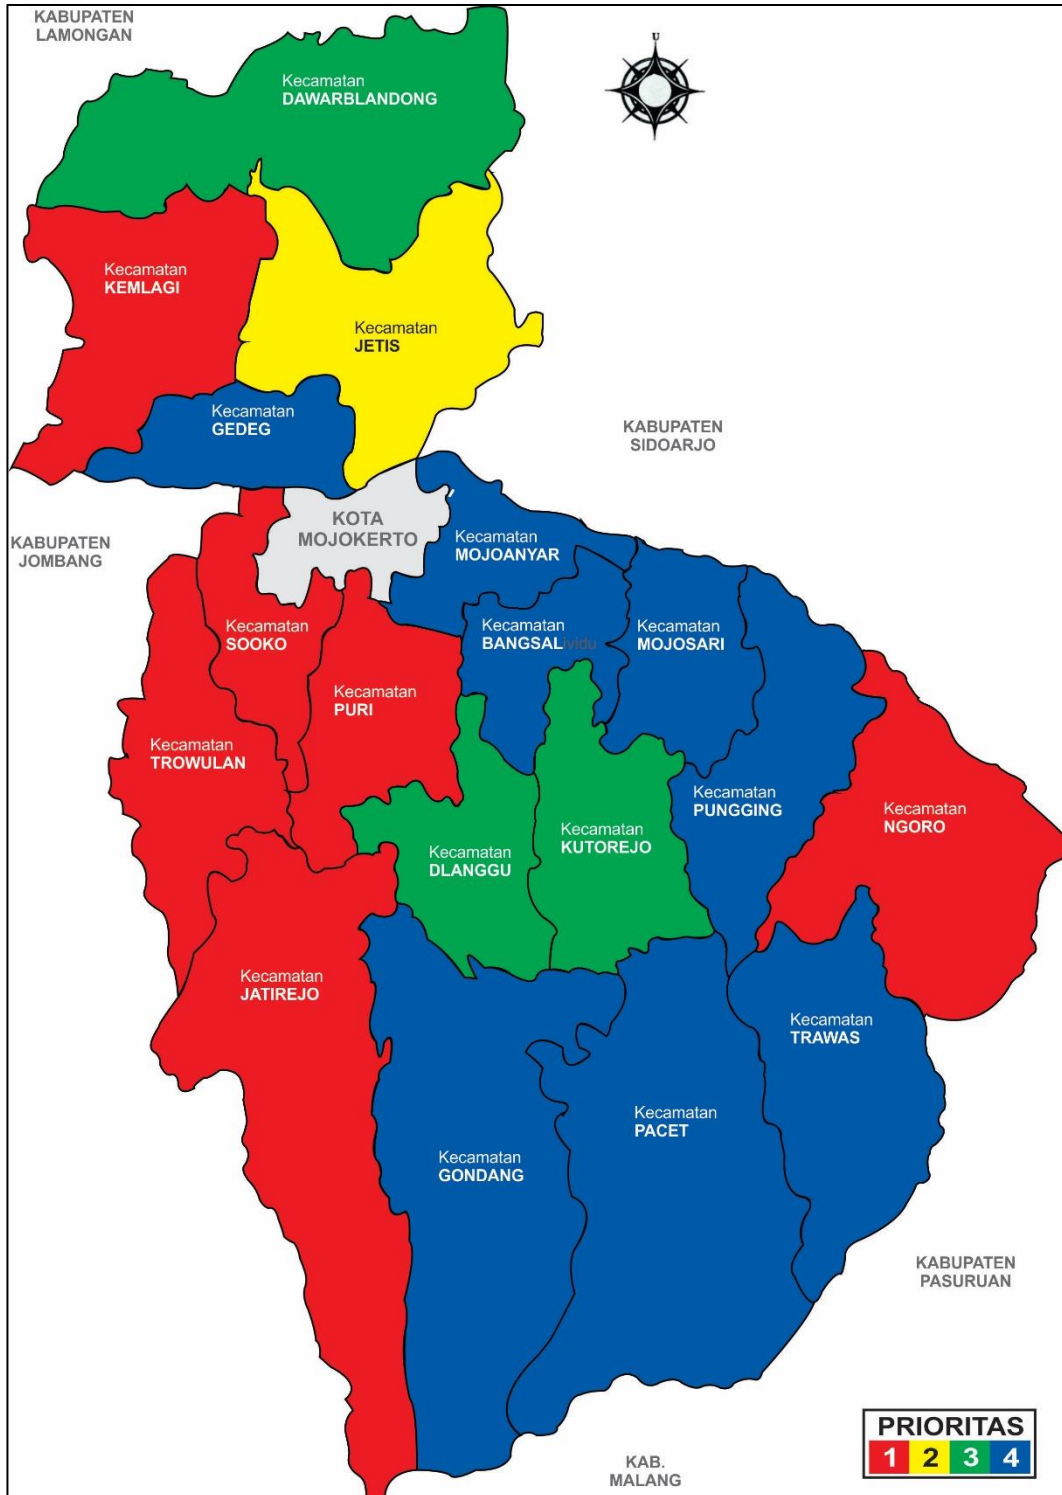 KABUPATEN
LAMONGAN
U
Kecamatan
DAWARBLANDONG
Kecamatan
KEMLAGI
Kecamatan
JETIS
Kecamatan
GEDEG
KABUPATEN
SIDOARJO
KOTA
MOJOKERTO
KABUPATEN
JOMBANG
Kecamatan
MOJOANYAR
Kecamatan
SOOKO
Kecamatan
BANGSALividu
Kecamatan
MOJOSARI
Kecamatan
PURI
Kecamatan
TROWULAN
Kecamatan
PUNGGING
Kecamatan
NGORO
Kecamatan
DLANGGU
Kecamatan
KUTOREJO
Kecamatan
JATIREJO
Kecamatan
TRAWAS
Kecamatan
PACET
Kecamatan
GONDANG
KABUPATEN
PASURUAN
KAB.
MALANG
PRIORITAS
1 2 3 4